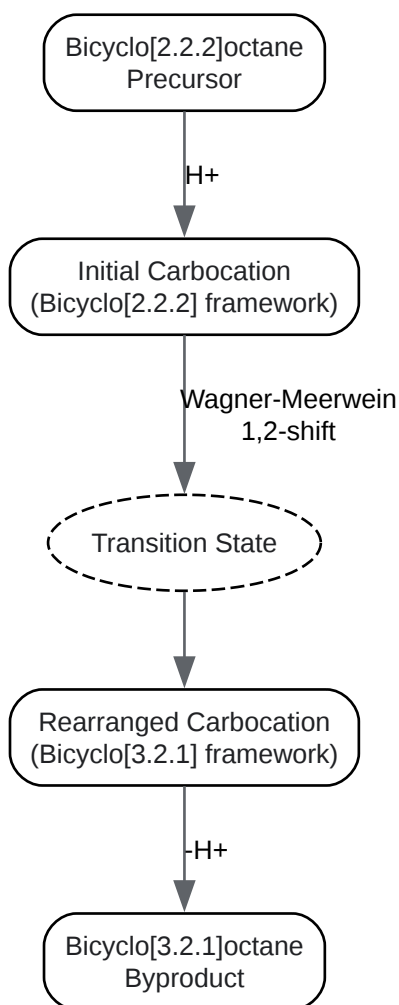 Bicyclo[2.2.2]octane
Precursor
H+
Initial Carbocation
(Bicyclo[2.2.2] framework)
Wagner-Meerwein
1,2-shift
Transition State
Rearranged Carbocation
(Bicyclo[3.2.1] framework)
-H+
Bicyclo[3.2.1]octane
Byproduct